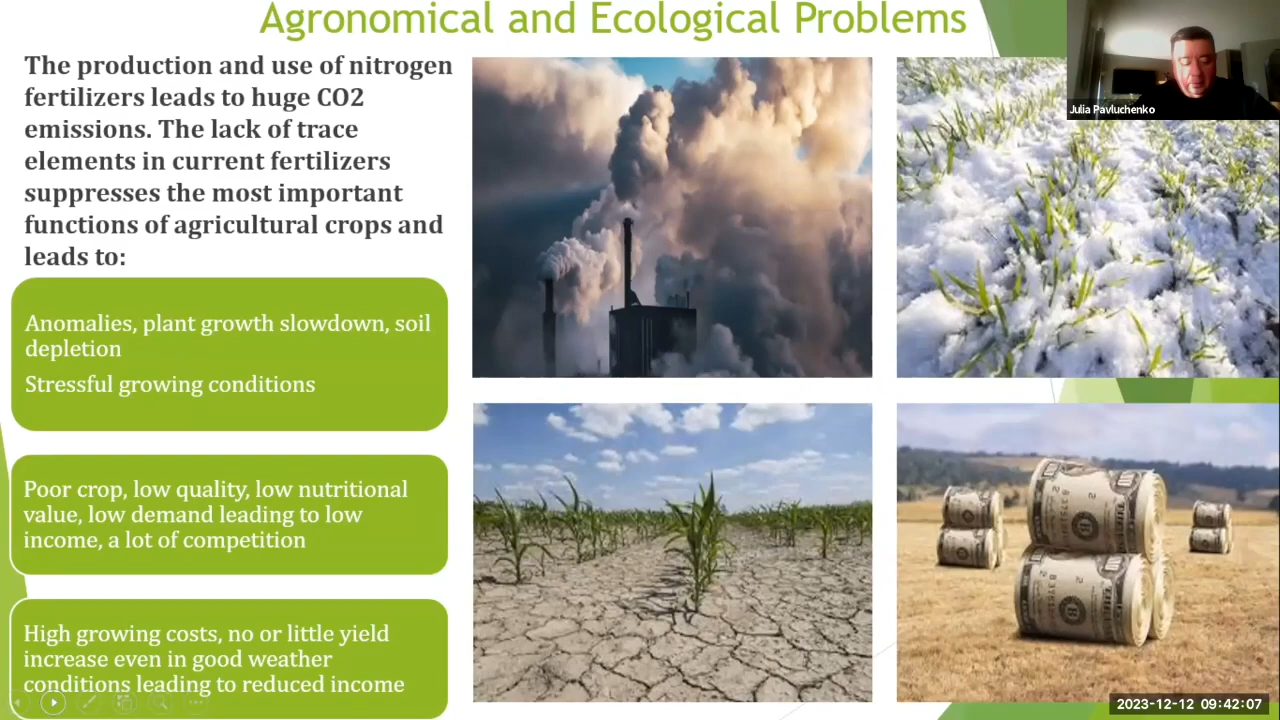 Agronomical and Ecological Problems
The production and use of nitrogen
fertilizers leads to huge CO2
emissions. The lack of trace
elements in current fertilizers
suppresses the most important
functions of agricultural crops and
leads to:
Anomalies, plant growth slowdown, soil
depletion
Stressful growing conditions
Poor crop, low quality, low nutritional
value, low demand leading to low
income, a lot of competition
High growing costs, no or little yield
increase even in good weather
conditions leading to reduced income
Julia Pavluchenko
2023-12-12 09:42:07